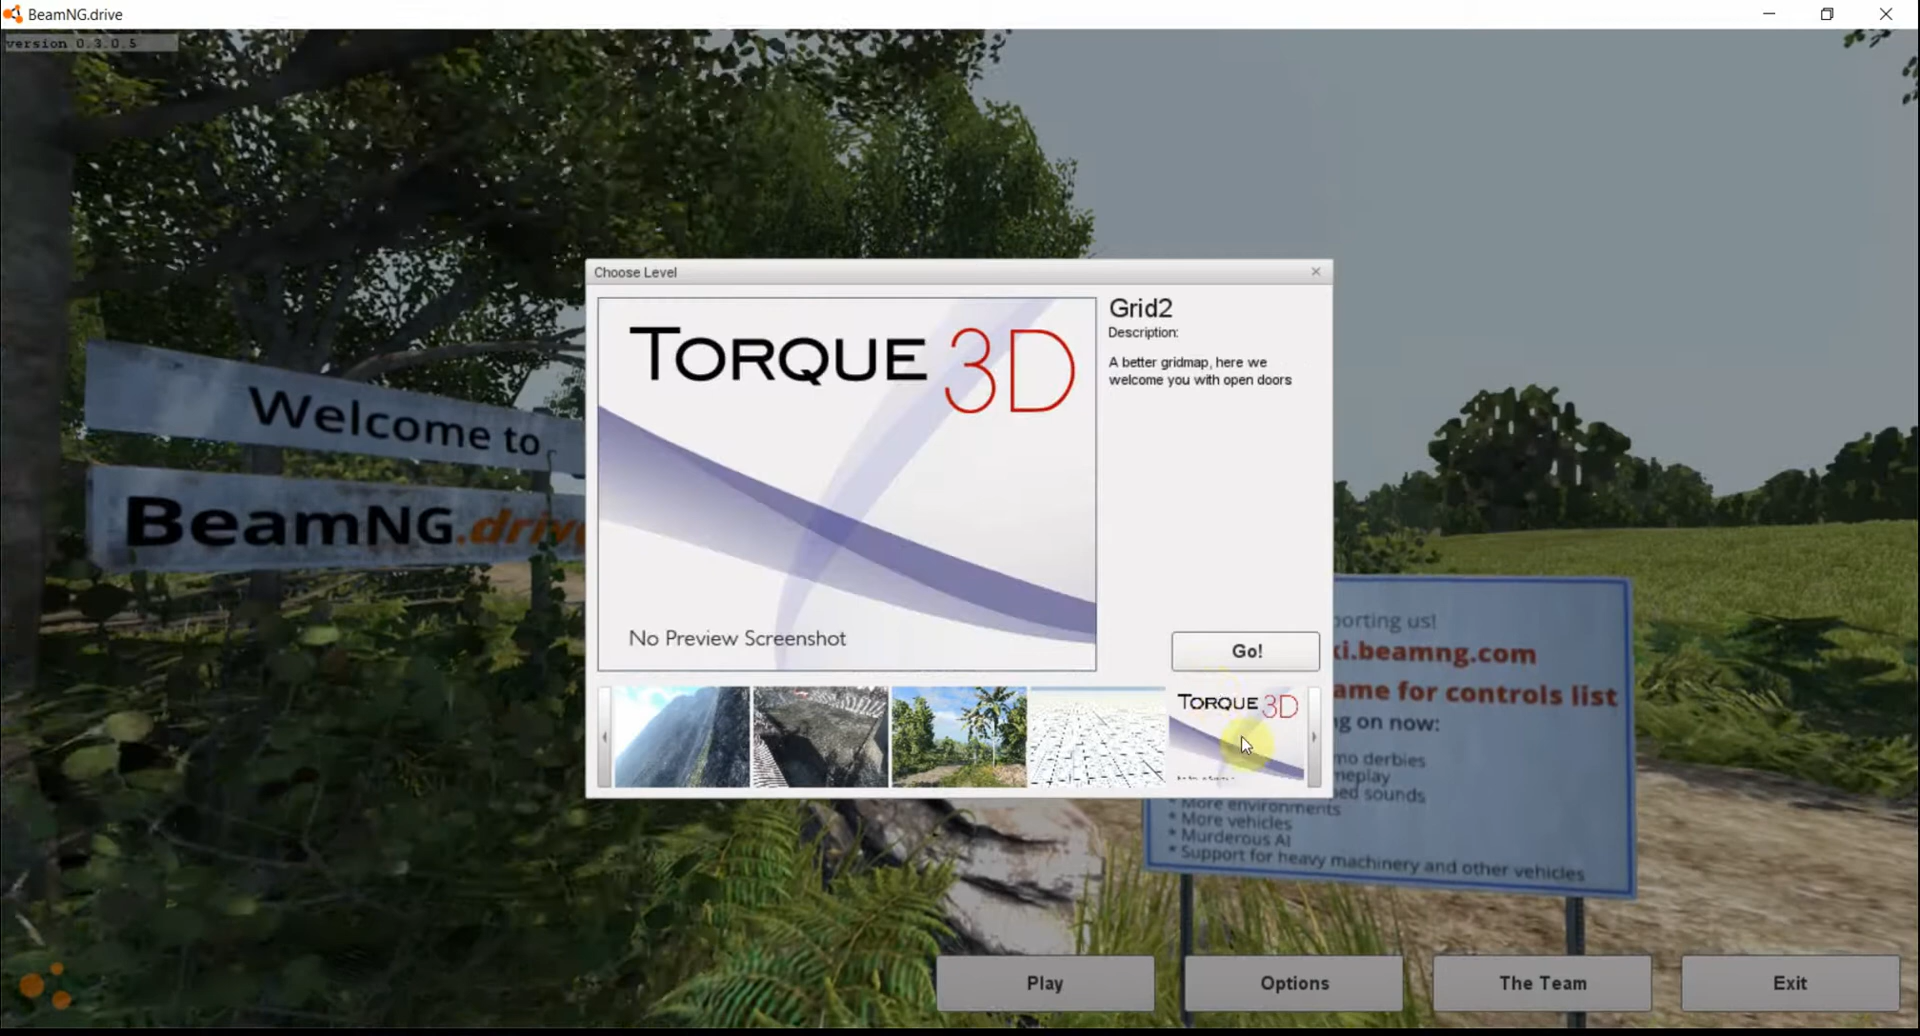 BeamNG.drive
version 0.3.0.5
Welcome to
BeamNG.drive
Choose Level
TORQUE 3D
No Preview Screenshot
Grid2
Description:
A better gridmap, here we
welcome you with open doors
Go!
TORQUE 3D
porting us!
ki.beamng.com
ame for controls list
g on now:
mo derbies
meplay
ed sounds
* More environments
* More vehicles
* Murderous AI
* Support for heavy machinery and other vehicles
Play
Options
The Team
Exit